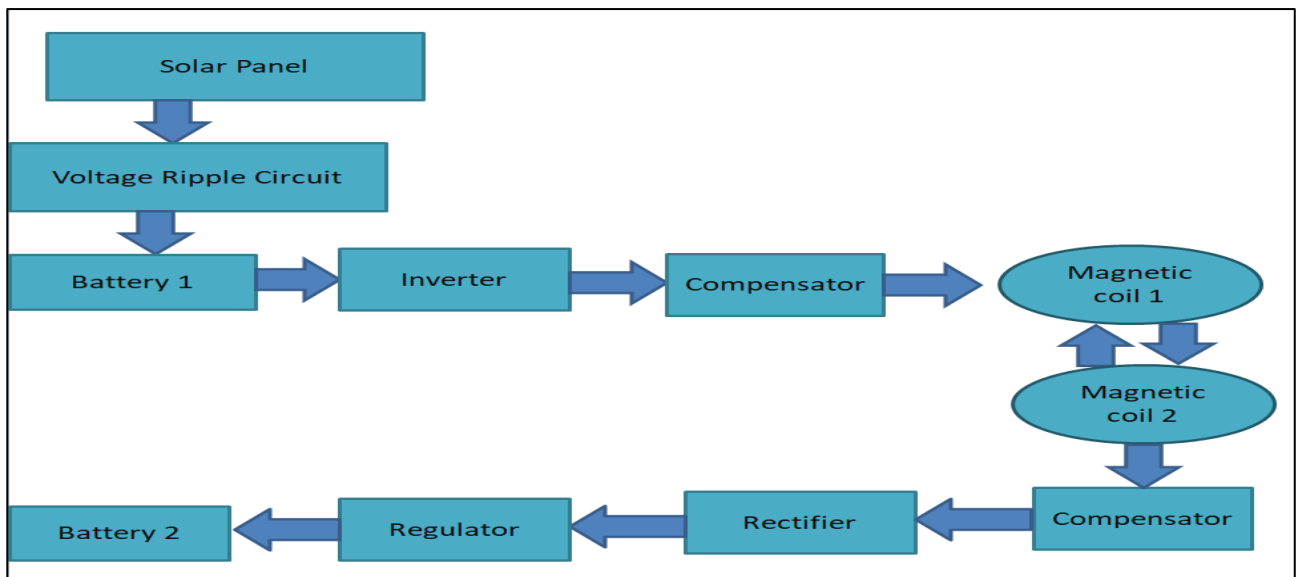 Solar Panel
Voltage Ripple Circuit
Battery 1
Inverter
Compensator
Magnetic
coil 1
Magnetic
coil 2
Battery 2
Regulator
Rectifier
Compensator